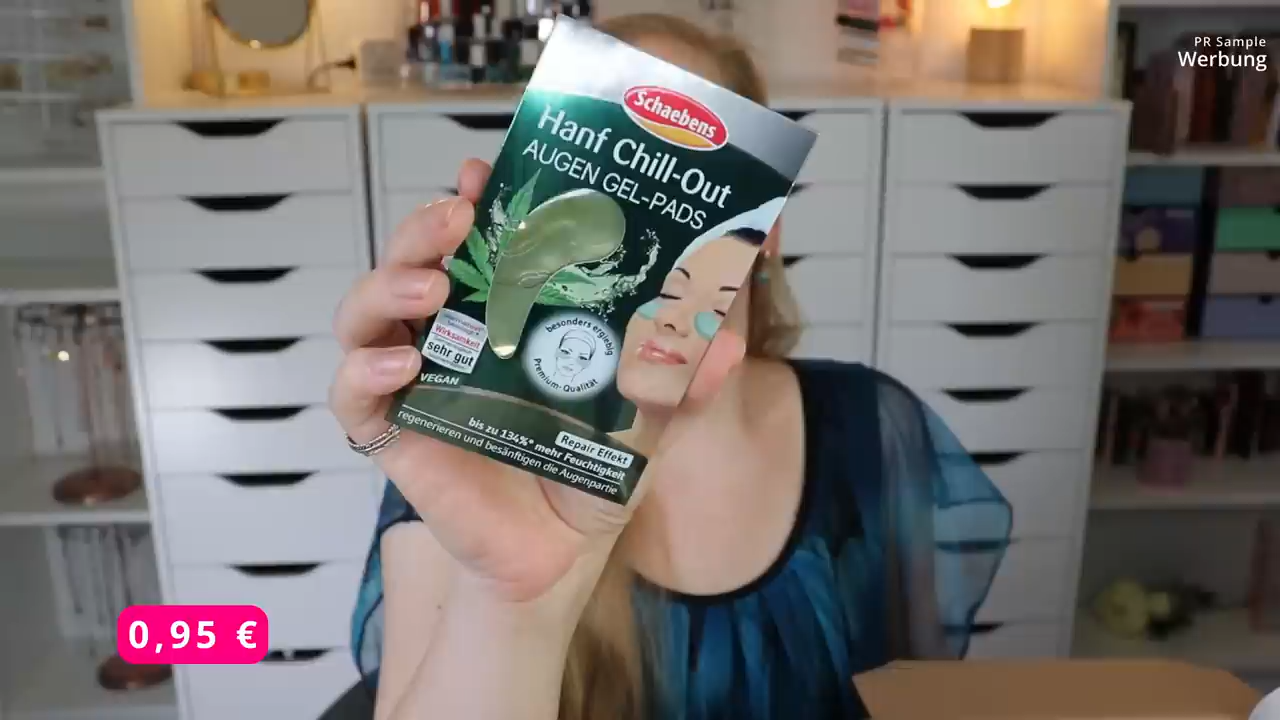 PR Sample
Werbung
Schaebens
Hanf Chill-Out
AUGEN GEL-PADS
Wirksamkeit
sehr gut
besonders ergiebig
Premium-Qualität
VEGAN
Repair Effekt
bis zu 134%* mehr Feuchtigkeit
regenerieren und besänftigen die Augenpartie
0,95 €